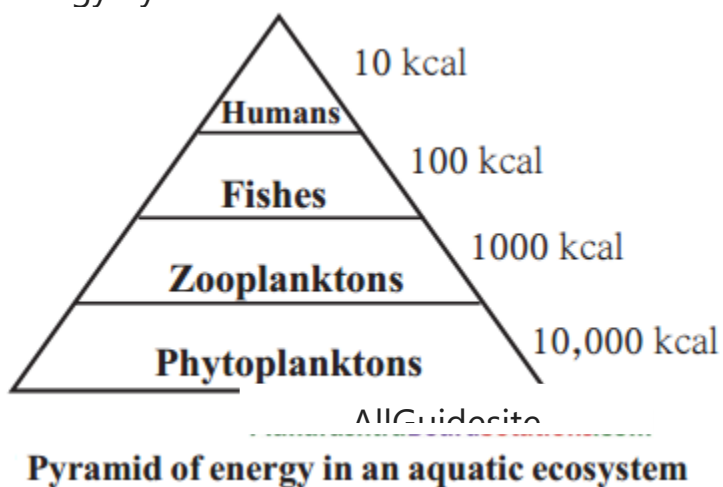 10 kcal
Humans
100 kcal
Fishes
1000 kcal
Zooplanktons
10,000 kcal
Phytoplanktons
AllGuidesite
Pyramid of energy in an aquatic ecosystem